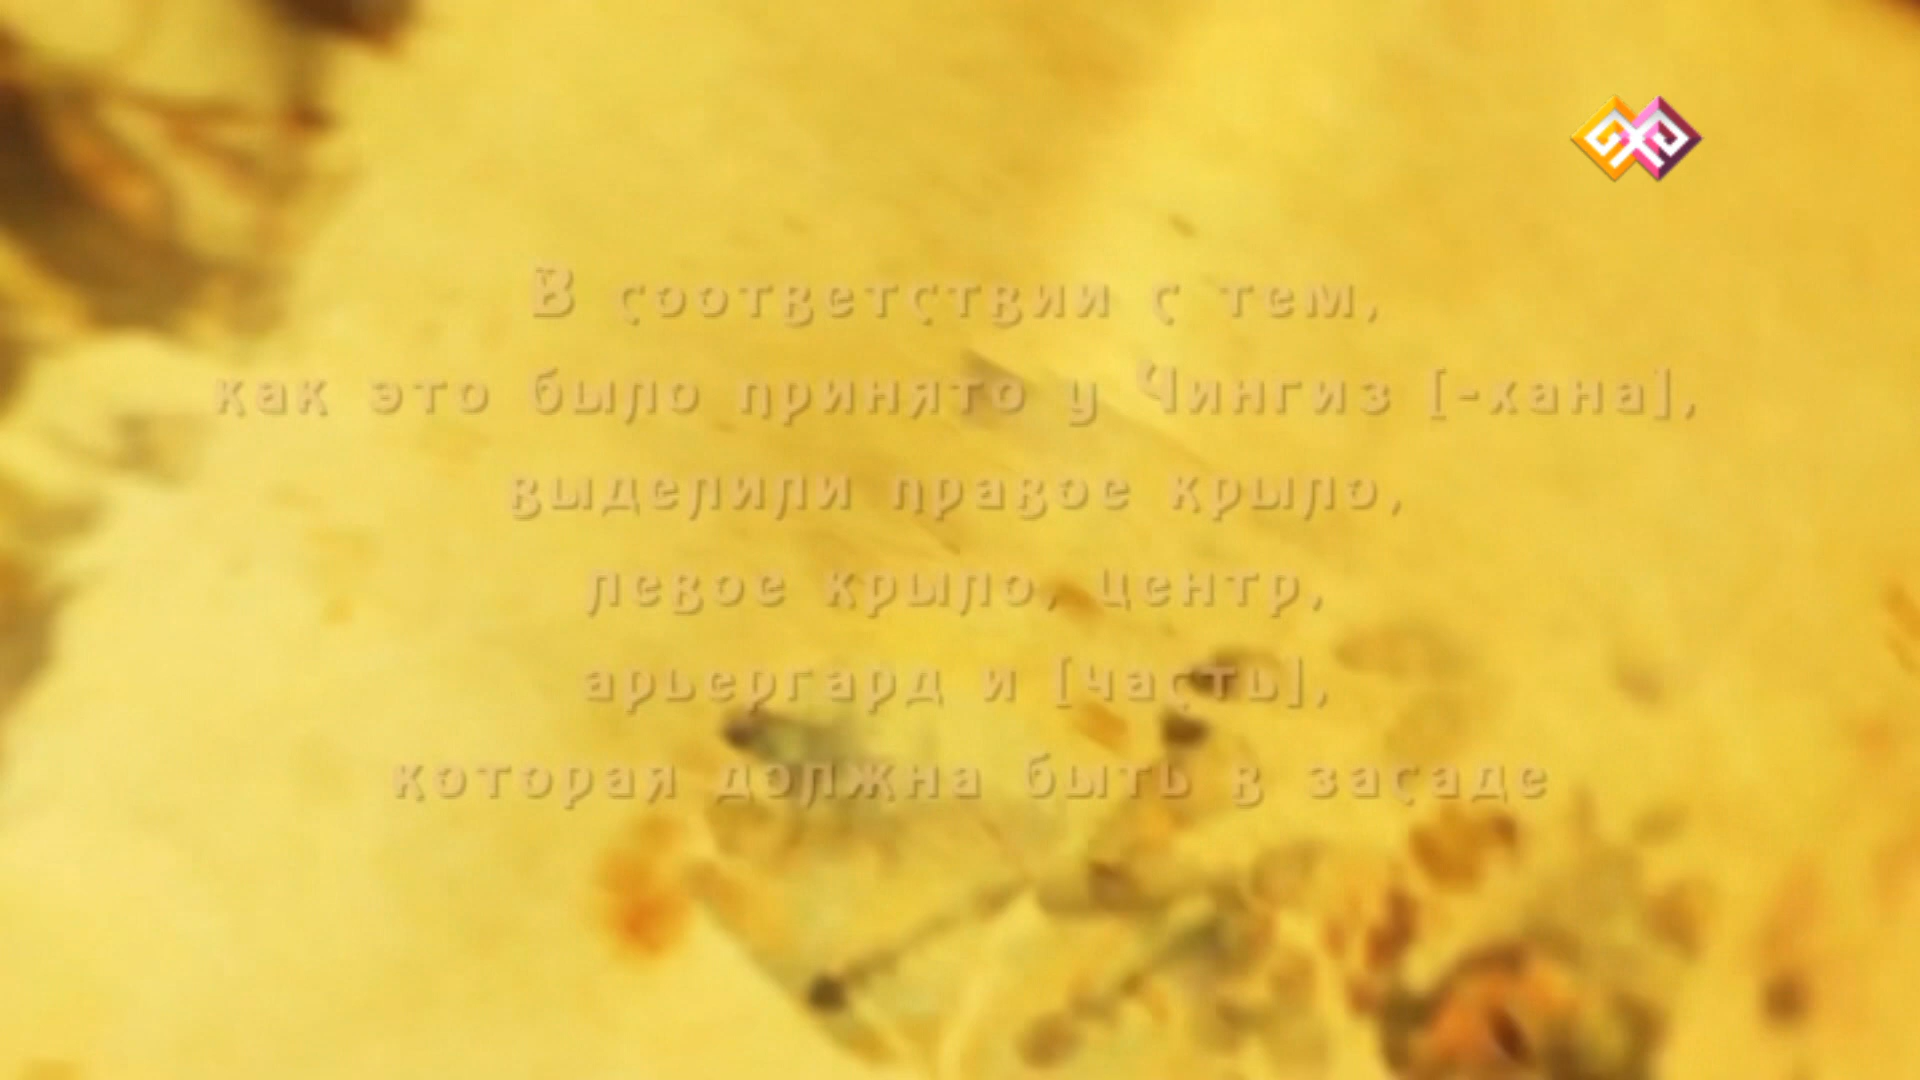 В соответствии с тем,
как это было принято у Чингиз [-хана],
выделили правое крыло,
левое крыло, центр,
арьергард и [часть],
которая должна быть в засаде